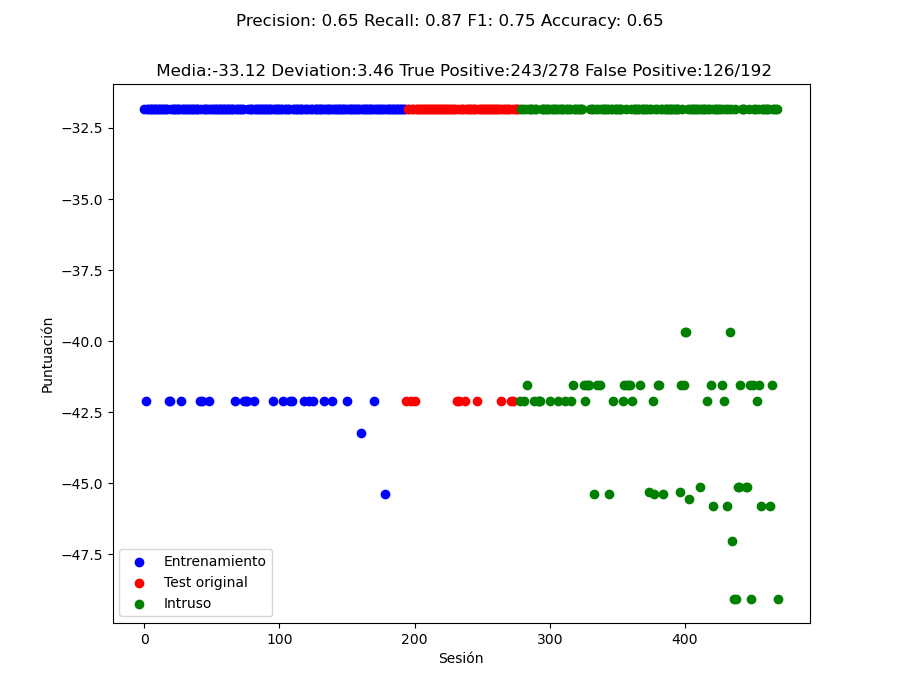 Precision: 0.65 Recall: 0.87 F1: 0.75 Accuracy: 0.65
Media:-33.12 Deviation:3.46 True Positive:243/278 False Positive:126/192
−32.5
−35.0
−37.5
−40.0
−42.5
−45.0
−47.5
Puntuación
Entrenamiento
Test original
Intruso
0 100 200 300 400
Sesión